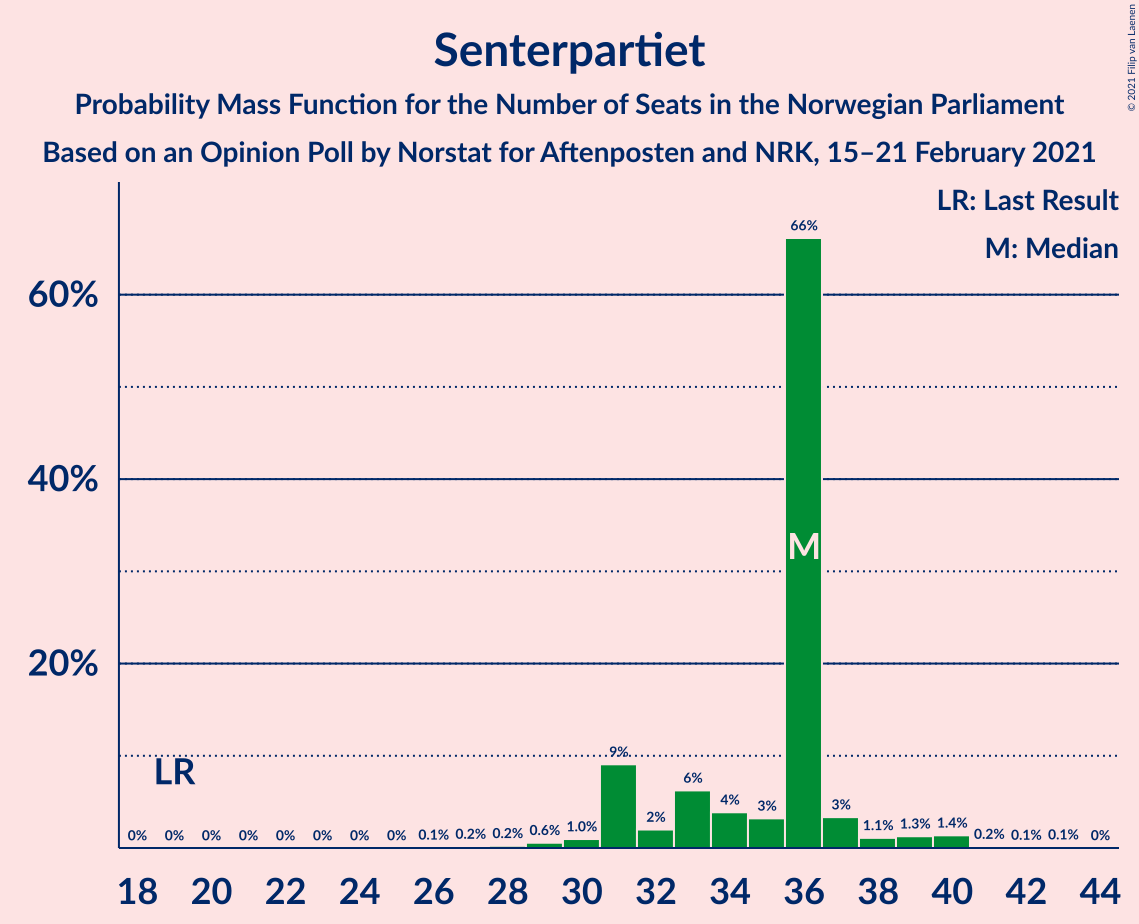 Senterpartiet
Probability Mass Function for the Number of Seats in the Norwegian Parliament
Based on an Opinion Poll by Norstat for Aftenposten and NRK, 15–21 February 2021
© 2021 Filip van Laenen
LR: Last Result
M: Median
60%
40%
20%
66%
M
LR
0% 0% 0% 0% 0% 0% 0% 0% 0.1% 0.2% 0.2% 0.6% 1.0% 9% 2% 6% 4% 3% 3% 1.1% 1.3% 1.4% 0.2% 0.1% 0.1% 0%
18 20 22 24 26 28 30 32 34 36 38 40 42 44